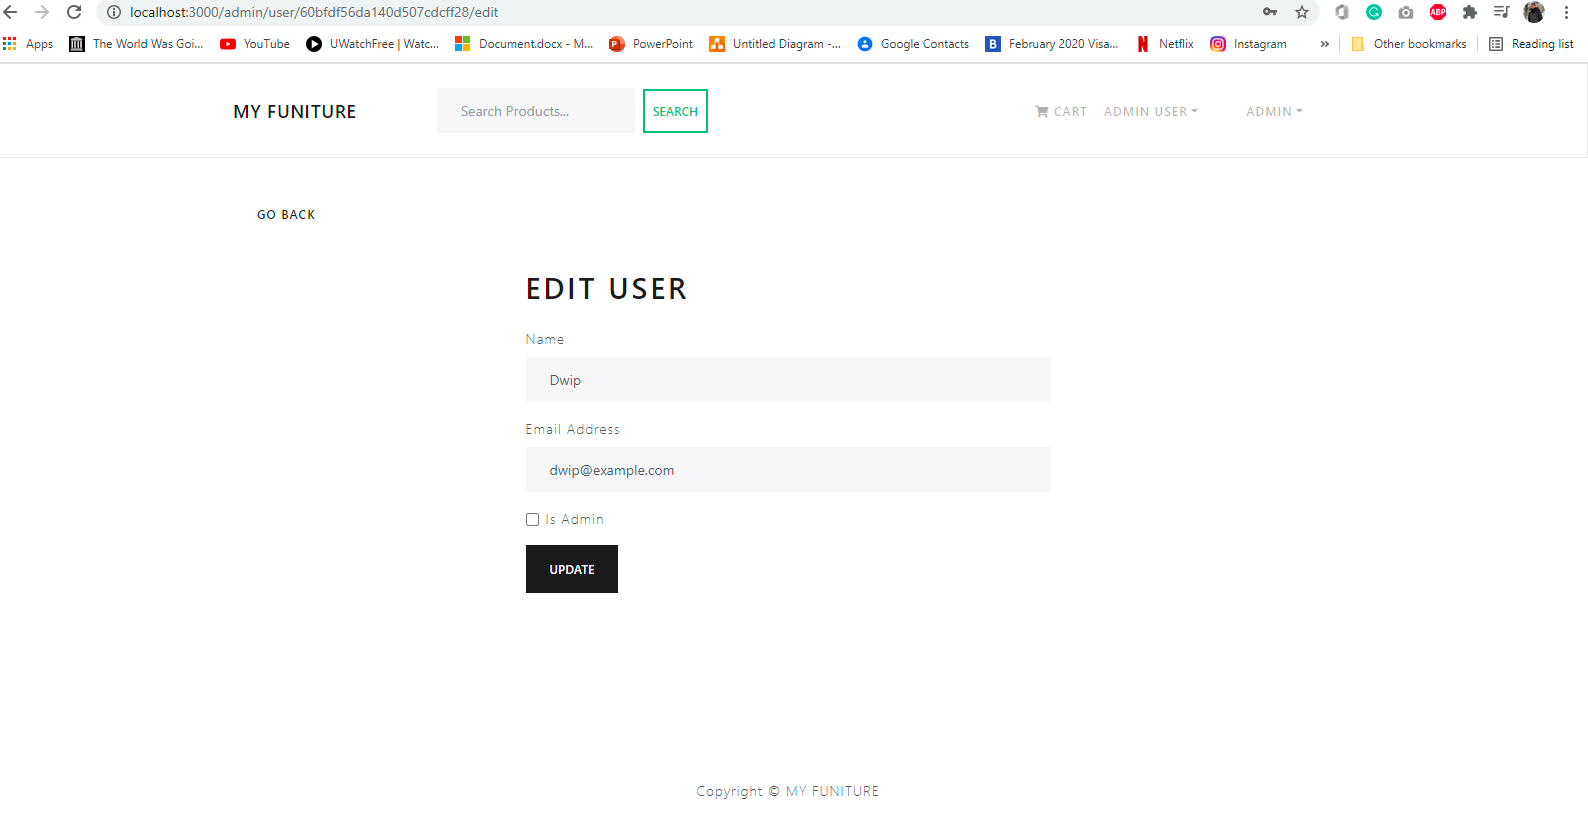 localhost:3000/admin/user/60bfdf56da140d507cdcff28/edit
ABP
Apps The World Was Goi... YouTube UWatchFree | Watc... Document.docx - M... PowerPoint Untitled Diagram -... Google Contacts B February 2020 Visa... Netflix Instagram » Other bookmarks Reading list
MY FUNITURE Search Products... SEARCH CART ADMIN USER ADMIN
GO BACK
EDIT USER
Name
Dwip
Email Address
dwip@example.com
Is Admin
UPDATE
Copyright © MY FUNITURE